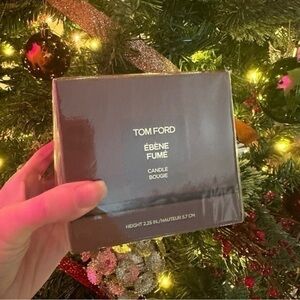 TOM FORD
ÉBÈNE
FUMÉ
CANDLE
BOUGIE
HEIGHT 2.25 IN./HAUTEUR 5.7 CM